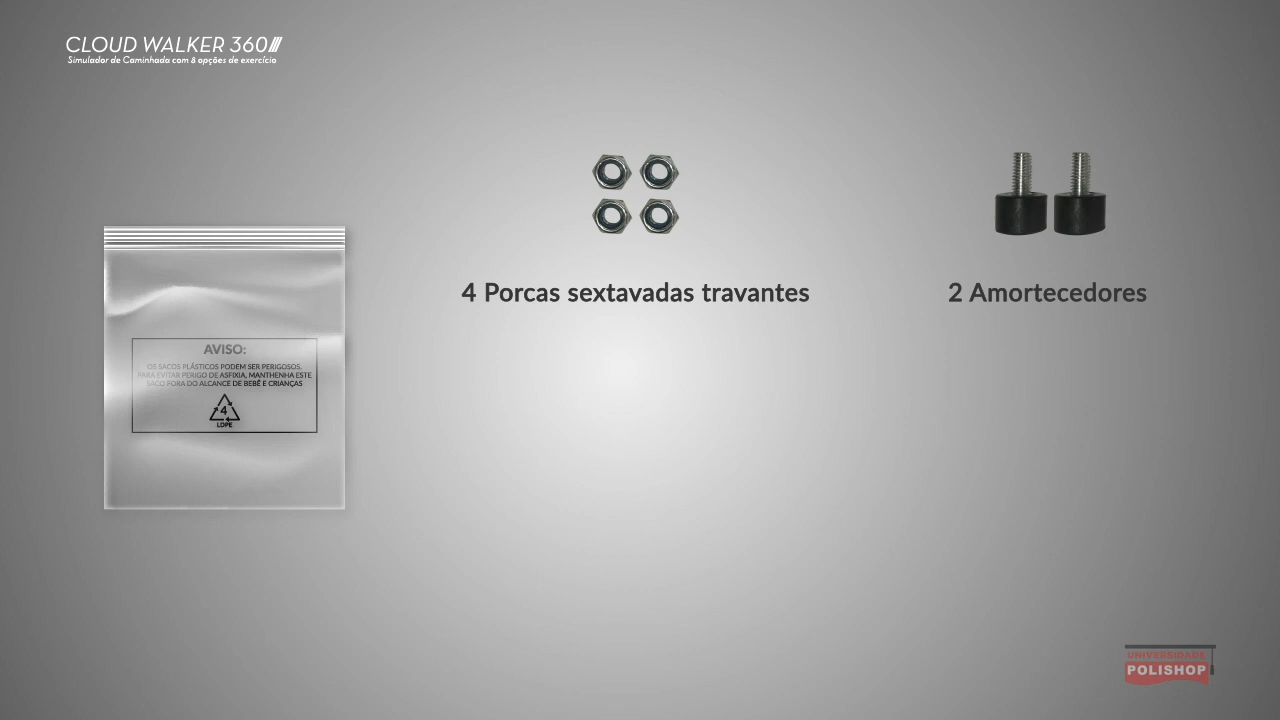 CLOUD WALKER 360
Simulador de Caminhada com 8 opções de exercício
4 Porcas sextavadas travantes
2 Amortecedores
AVISO:
OS SACOS PLÁSTICOS PODEM SER PERIGOSOS.
PARA EVITAR PERIGO DE ASFIXIA, MANTHENHA ESTE
SACO FORA DO ALCANCE DE BEBÊ E CRIANÇAS
4
LDPE
UNIVERSIDADE
POLISHOP